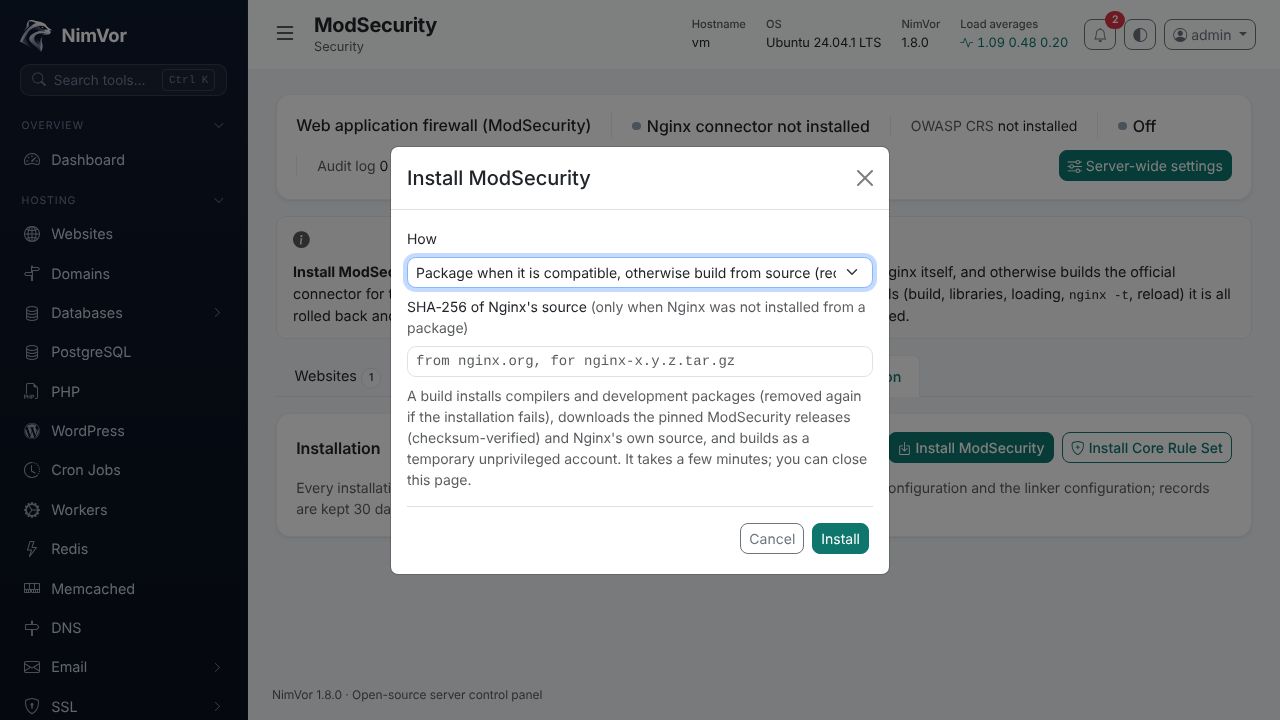 NimVor
Search tools...
Ctrl K
OVERVIEW
Dashboard
HOSTING
Websites
Domains
Databases
PostgreSQL
PHP
WordPress
Cron Jobs
Workers
Redis
Memcached
DNS
Email
SSL
ModSecurity
Security
Hostname
vm
OS
Ubuntu 24.04.1 LTS
NimVor
1.8.0
Load averages
1.09 0.48 0.20
2
admin
Web application firewall (ModSecurity)
Nginx connector not installed
OWASP CRS not installed
Off
Audit log 0
Server-wide settings
Install ModSec
ginx itself, and otherwise builds the official
connector for t
s (build, libraries, loading, nginx -t, reload) it is all
rolled back and
ed.
Websites 1
on
Installation
Install ModSecurity
Install Core Rule Set
Every installati
onfiguration and the linker configuration; records
are kept 30 da
Install ModSecurity
How
Package when it is compatible, otherwise build from source (rec
SHA-256 of Nginx's source (only when Nginx was not installed from a
package)
from nginx.org, for nginx-x.y.z.tar.gz
A build installs compilers and development packages (removed again
if the installation fails), downloads the pinned ModSecurity releases
(checksum-verified) and Nginx's own source, and builds as a
temporary unprivileged account. It takes a few minutes; you can close
this page.
Cancel
Install
NimVor 1.8.0 · Open-source server control panel